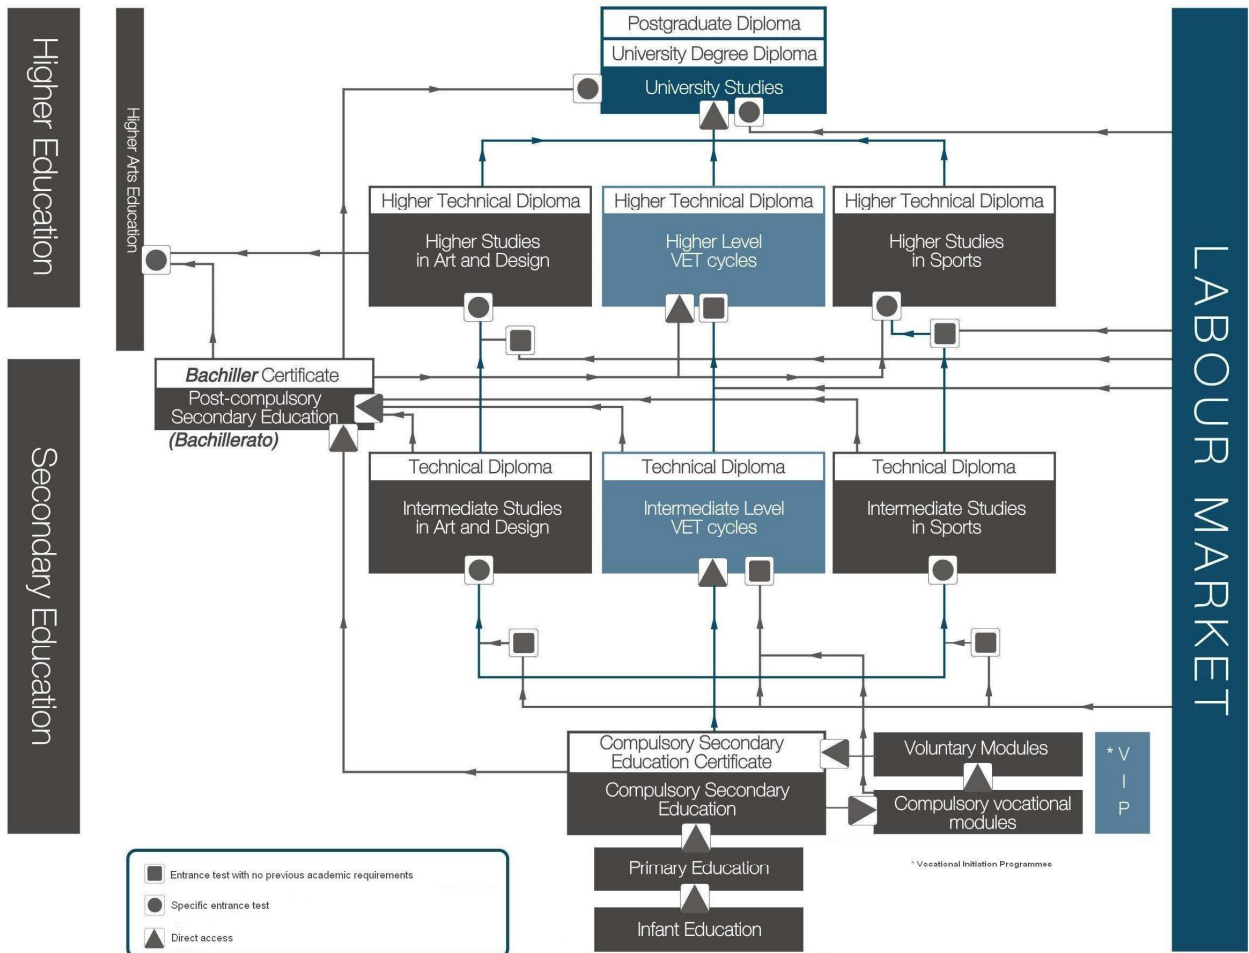 Higher Education
Higher Arts Education
Postgraduate Diploma
University Degree Diploma
University Studies
Higher Technical Diploma
Higher Studies
in Art and Design
Higher Technical Diploma
Higher Level
VET cycles
Higher Technical Diploma
Higher Studies
in Sports
LABOUR MARKET
Bachiller Certificate
Post-compulsory
Secondary Education
(Bachillerato)
Secondary Education
Technical Diploma
Intermediate Studies
in Art and Design
Technical Diploma
Intermediate Level
VET cycles
Technical Diploma
Intermediate Studies
in Sports
Compulsory Secondary
Education Certificate
Compulsory Secondary
Education
Voluntary Modules
Compulsory vocational
modules
* V
I
P
Primary Education
Infant Education
* Vocational Initiation Programmes
Entrance test with no previous academic requirements
Specific entrance test
Direct access